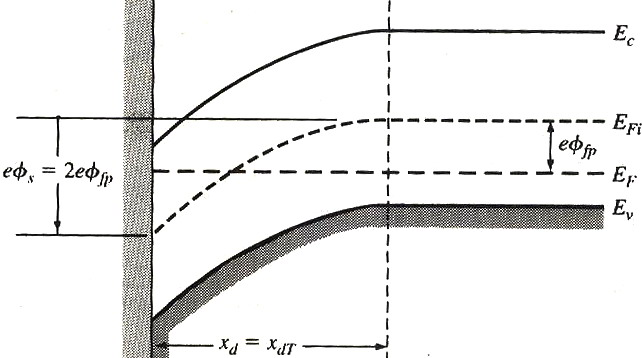 E_c
E_Fi
eφ_fp
eφ_s = 2eφ_fp
E_F
E_v
x_d = x_dT